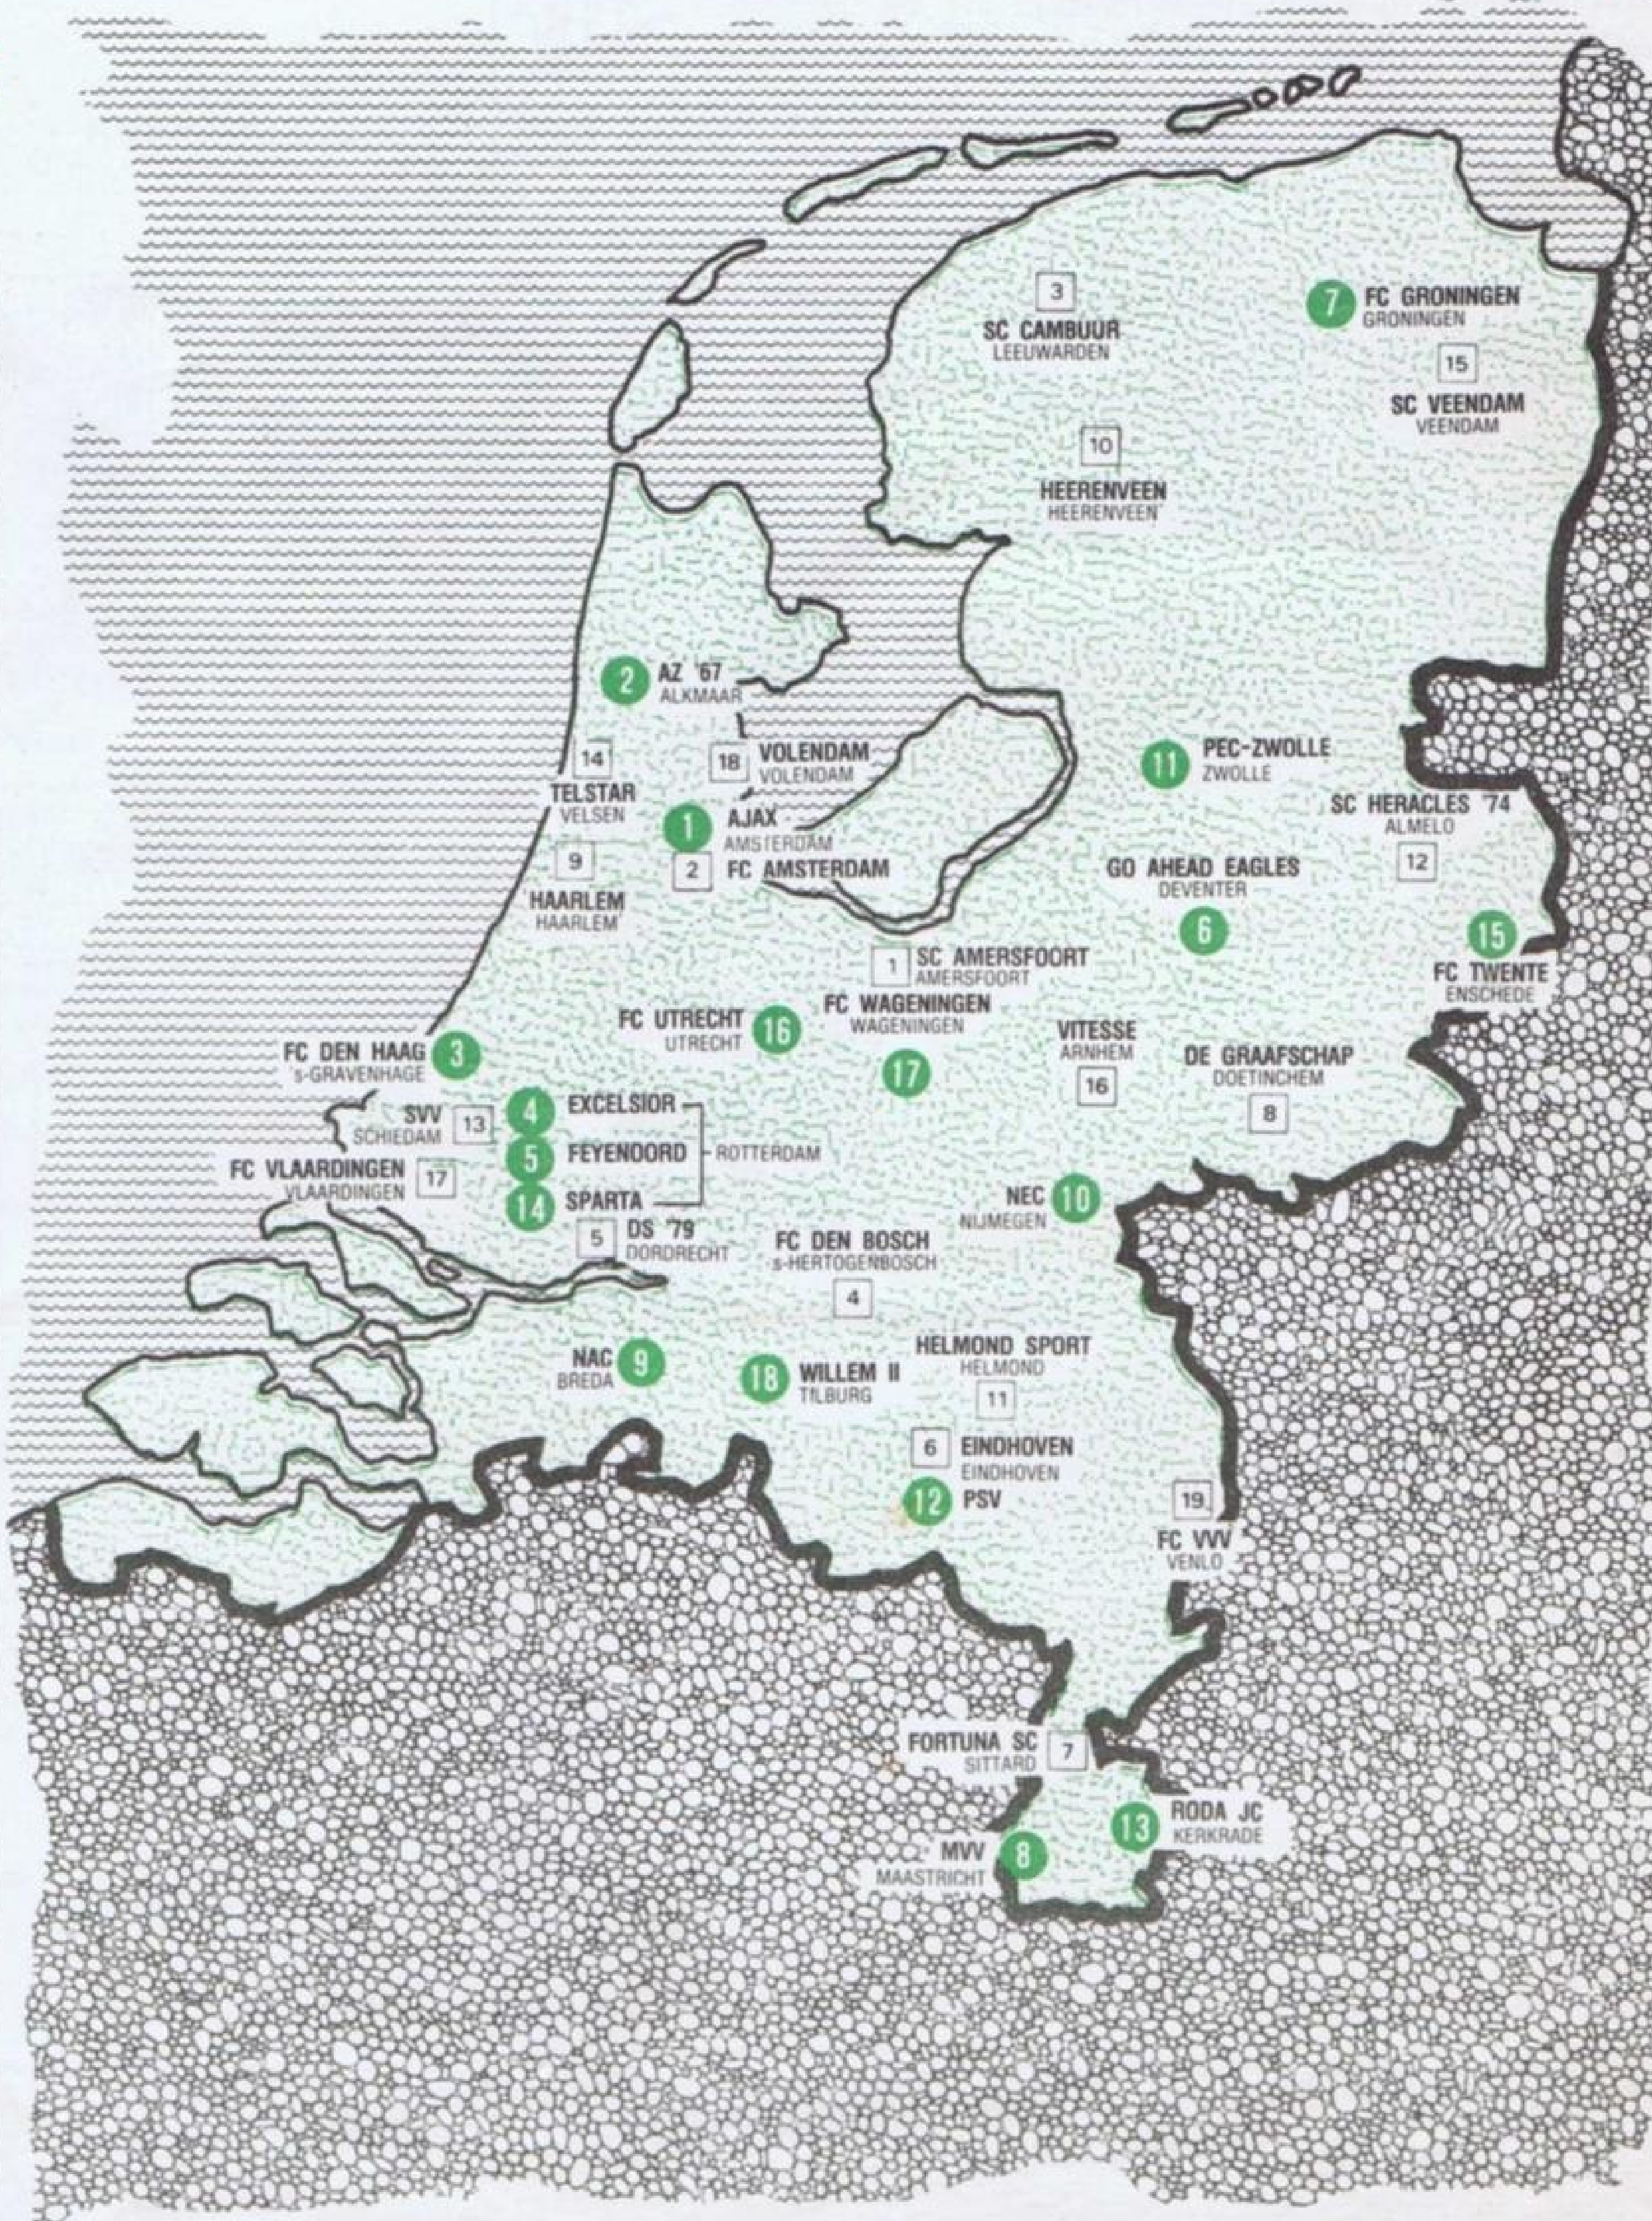 3
SC CAMBUUR
LEEUWARDEN
7 FC GRONINGEN
GRONINGEN
15
SC VEENDAM
VEENDAM
10
HEERENVEEN
HEERENVEEN
2 AZ '67
ALKMAAR
14
TELSTAR
VELSEN
18 VOLENDAM
VOLENDAM
11 PEC-ZWOLLE
ZWOLLE
1 AJAX
AMSTERDAM
2 FC AMSTERDAM
SC HERACLES '74
ALMELO
12
9
HAARLEM
HAARLEM
GO AHEAD EAGLES
DEVENTER
6
15
FC TWENTE
ENSCHEDE
1 SC AMERSFOORT
AMERSFOORT
FC UTRECHT 16
UTRECHT
FC WAGENINGEN
WAGENINGEN
17
VITESSE
ARNHEM
16
DE GRAAFSCHAP
DOETINCHEM
8
FC DEN HAAG 3
s-GRAVENHAGE
SVV 13
SCHIEDAM
4 EXCELSIOR
5 FEYENOORD
ROTTERDAM
14 SPARTA
FC VLAARDINGEN 17
VLAARDINGEN
5 DS '79
DORDRECHT
NEC 10
NIJMEGEN
FC DEN BOSCH
s-HERTOGENBOSCH
4
NAC 9
BREDA
18 WILLEM II
TILBURG
HELMOND SPORT
HELMOND
11
6 EINDHOVEN
EINDHOVEN
12 PSV
19
FC VVV
VENLO
FORTUNA SC 7
SITTARD
13 RODA JC
KERKRADE
MVV 8
MAASTRICHT